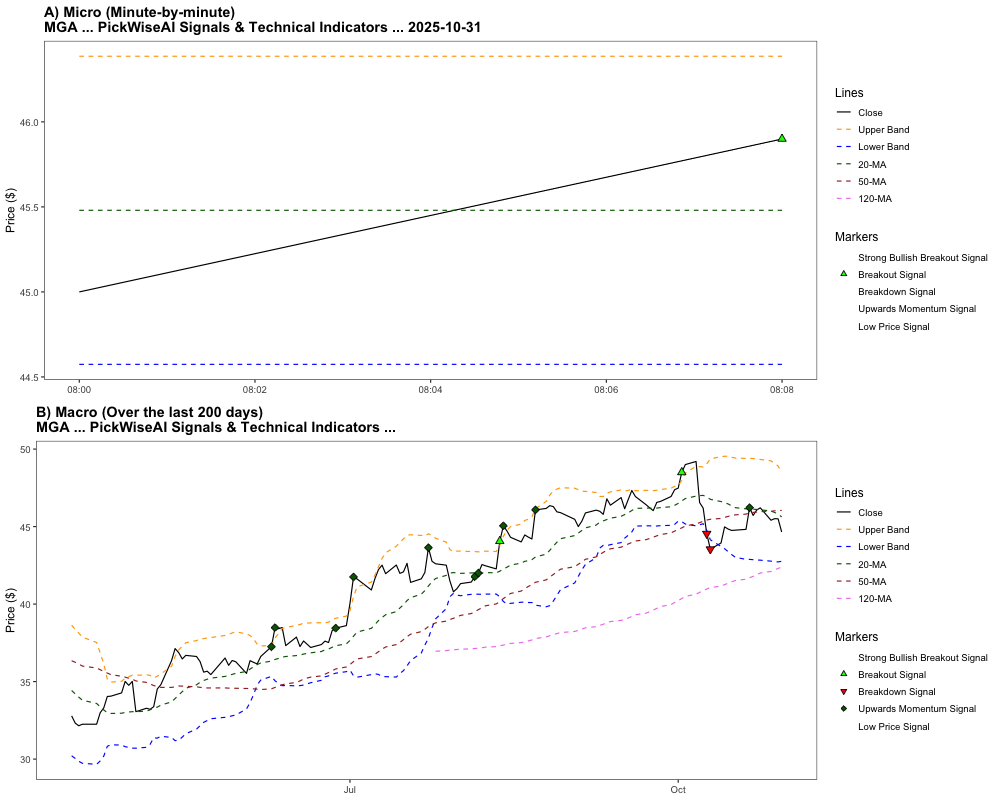 A) Micro (Minute-by-minute)
MGA ... PickWiseAI Signals & Technical Indicators ... 2025-10-31
Price ($)
46.0
45.5
45.0
44.5
08:00
08:02
08:04
08:06
08:08
Lines
Close
Upper Band
Lower Band
20-MA
50-MA
120-MA
Markers
Strong Bullish Breakout Signal
Breakout Signal
Breakdown Signal
Upwards Momentum Signal
Low Price Signal
B) Macro (Over the last 200 days)
MGA ... PickWiseAI Signals & Technical Indicators ...
Price ($)
50
45
40
35
30
Jul
Oct
Lines
Close
Upper Band
Lower Band
20-MA
50-MA
120-MA
Markers
Strong Bullish Breakout Signal
Breakout Signal
Breakdown Signal
Upwards Momentum Signal
Low Price Signal